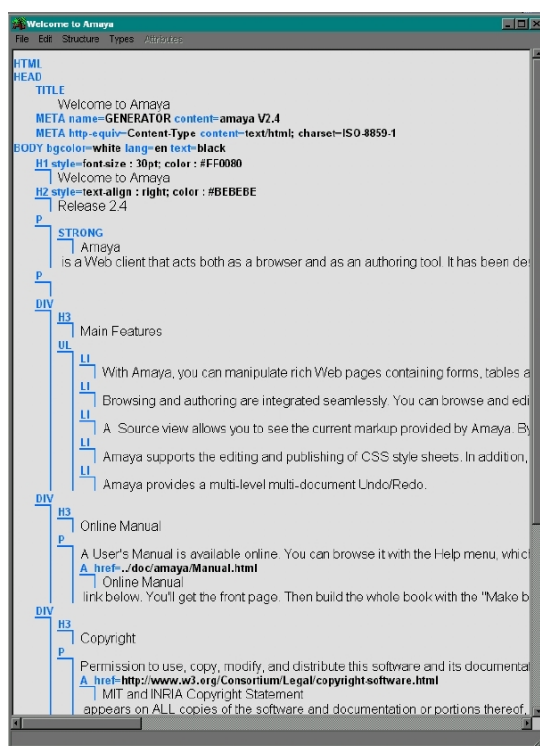 Welcome to Amaya
File Edit Structure Types Attributes
HTML
HEAD
TITLE
Welcome to Amaya
META name=GENERATOR content=amaya V2.4
META http-equiv=Content-Type content=text/html; charset=ISO-8859-1
BODY bgcolor=white lang=en text=black
H1 style=font-size : 30pt; color : #FF0080
Welcome to Amaya
H2 style=text-align : right; color : #BEBEBE
Release 2.4
P
STRONG
Amaya
is a Web client that acts both as a browser and as an authoring tool. It has been des
P
DIV
H3
Main Features
UL
LI
With Amaya, you can manipulate rich Web pages containing forms, tables a
LI
Browsing and authoring are integrated seamlessly. You can browse and edi
LI
A Source view allows you to see the current markup provided by Amaya. By
LI
Amaya supports the editing and publishing of CSS style sheets. In addition,
LI
Amaya provides a multi-level multi-document Undo/Redo.
DIV
H3
Online Manual
P
A User's Manual is available online. You can browse it with the Help menu, whicl
A href=../doc/amaya/Manual.html
Online Manual
link below. You'll get the front page. Then build the whole book with the "Make b
DIV
H3
Copyright
P
Permission to use, copy, modify, and distribute this software and its documentat
A href=http://www.w3.org/Consortium/Legal/copyright-software.html
MIT and INRIA Copyright Statement
appears on ALL copies of the software and documentation or portions thereof,